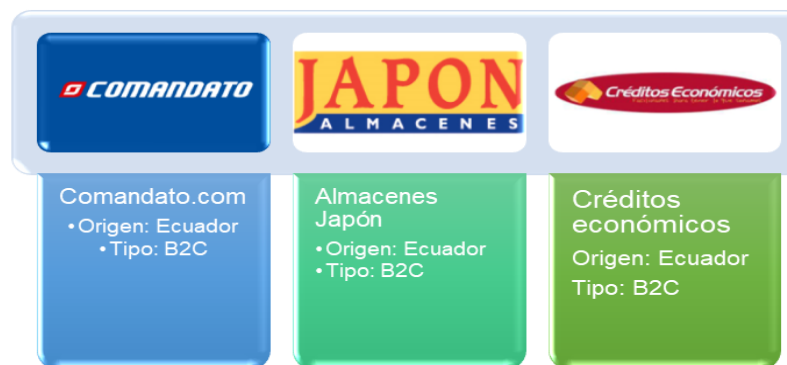 COMANDATO
JAPON
ALMACENES
Créditos Económicos
Comandato.com
•Origen: Ecuador
•Tipo: B2C
Almacenes
Japón
•Origen: Ecuador
•Tipo: B2C
Créditos
económicos
Origen: Ecuador
Tipo: B2C